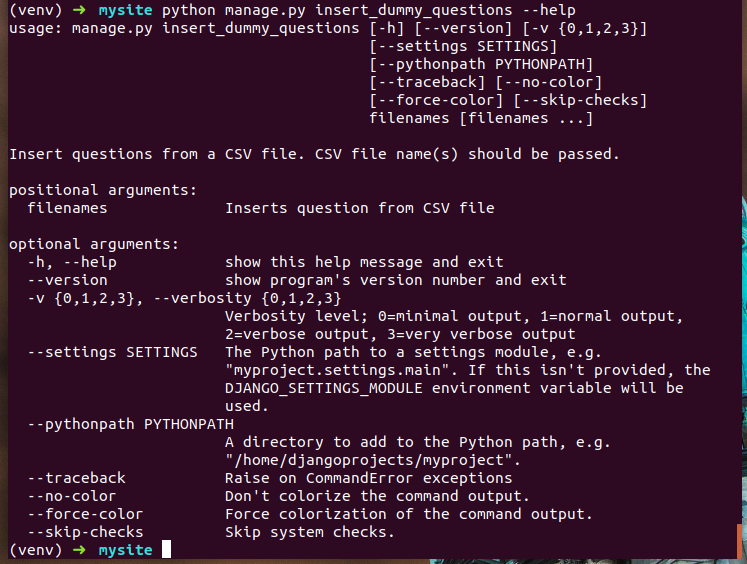 (venv) ➜  mysite python manage.py insert_dummy_questions --help
usage: manage.py insert_dummy_questions [-h] [--version] [-v {0,1,2,3}]
                                        [--settings SETTINGS]
                                        [--pythonpath PYTHONPATH]
                                        [--traceback] [--no-color]
                                        [--force-color] [--skip-checks]
                                        filenames [filenames ...]

Insert questions from a CSV file. CSV file name(s) should be passed.

positional arguments:
  filenames             Inserts question from CSV file

optional arguments:
  -h, --help            show this help message and exit
  --version             show program's version number and exit
  -v {0,1,2,3}, --verbosity {0,1,2,3}
                        Verbosity level; 0=minimal output, 1=normal output,
                        2=verbose output, 3=very verbose output
  --settings SETTINGS   The Python path to a settings module, e.g.
                        "myproject.settings.main". If this isn't provided, the
                        DJANGO_SETTINGS_MODULE environment variable will be
                        used.
  --pythonpath PYTHONPATH
                        A directory to add to the Python path, e.g.
                        "/home/djangoprojects/myproject".
  --traceback           Raise on CommandError exceptions
  --no-color            Don't colorize the command output.
  --force-color         Force colorization of the command output.
  --skip-checks         Skip system checks.
(venv) ➜  mysite